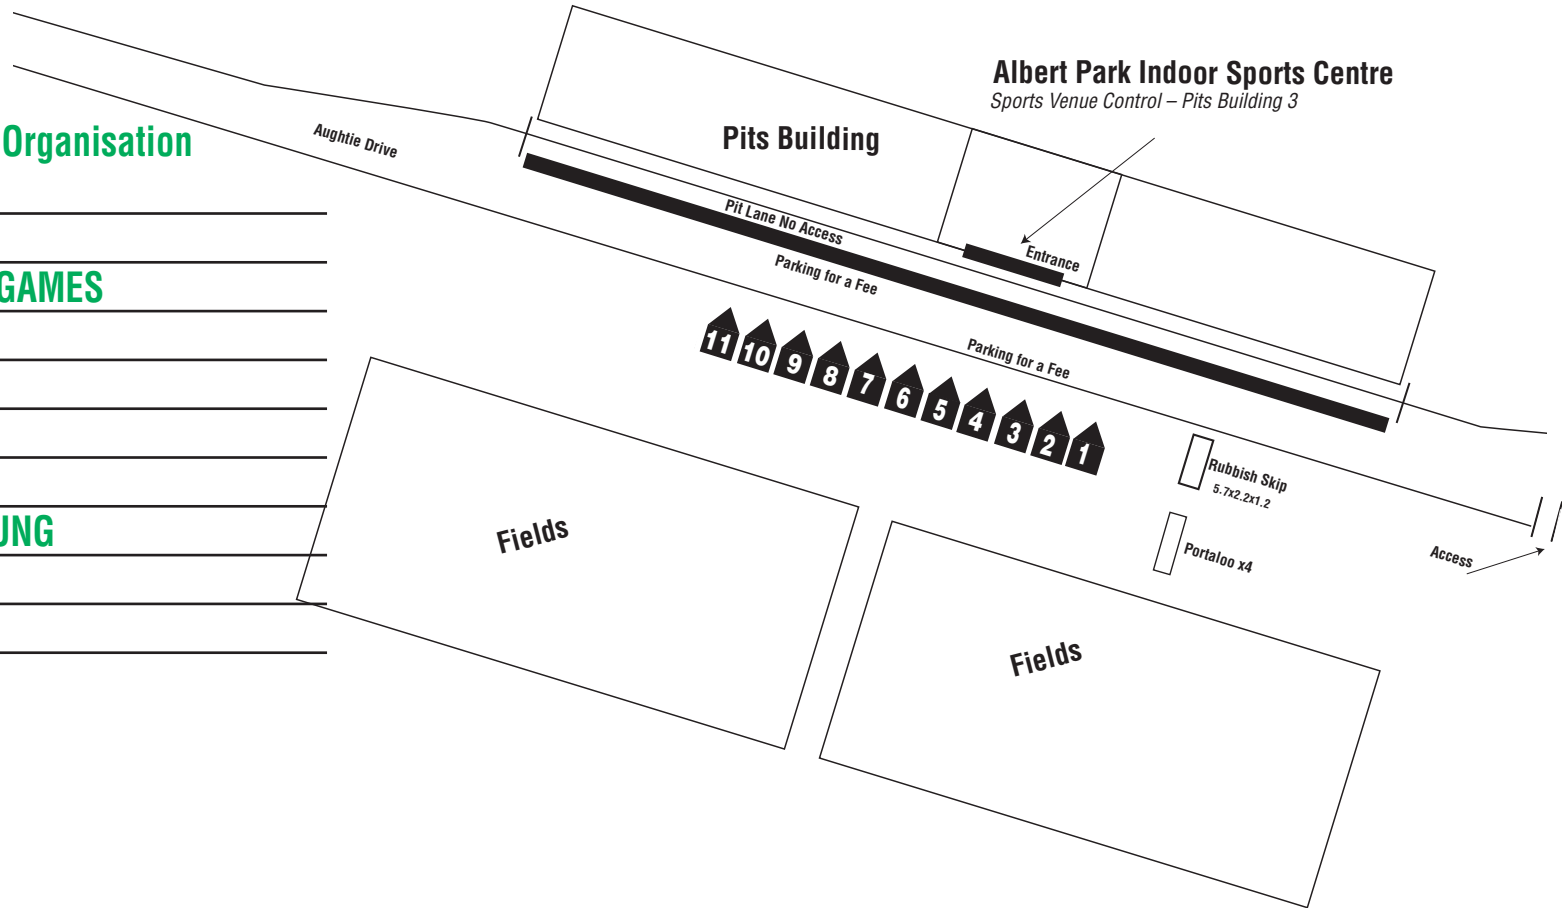 Albert Park Indoor Sports Centre
Sports Venue Control – Pits Building 3
Organisation
Aughtie Drive
Pits Building
Pit Lane No Access
Entrance
Parking for a Fee
GAMES
Parking for a Fee
11 10 9 8 7 6 5 4 3 2 1
Rubbish Skip
5.7x2.2x1.2
UNG
Fields
Portaloo x4
Access
Fields